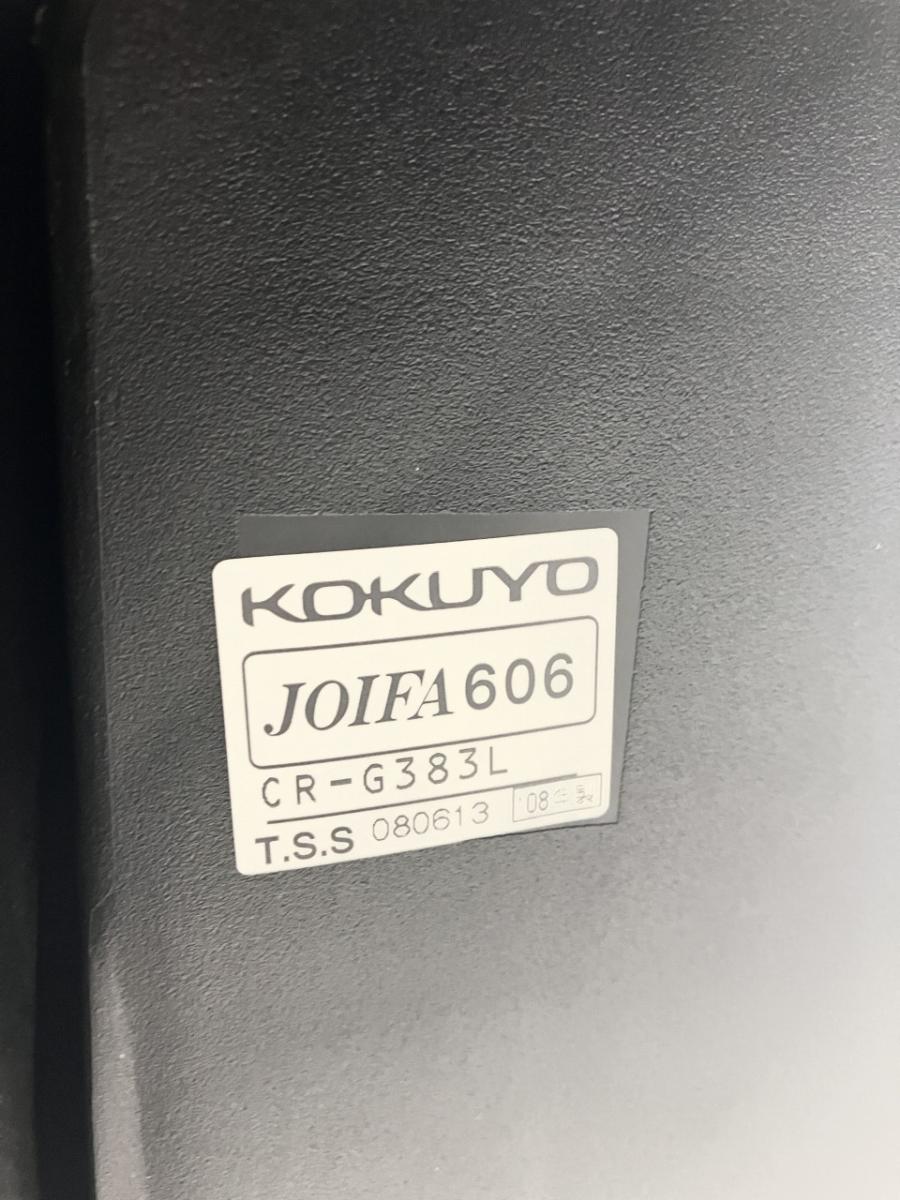 KOKUYO
JOIFA 606
CR-G383L
T.S.S 080613 '08